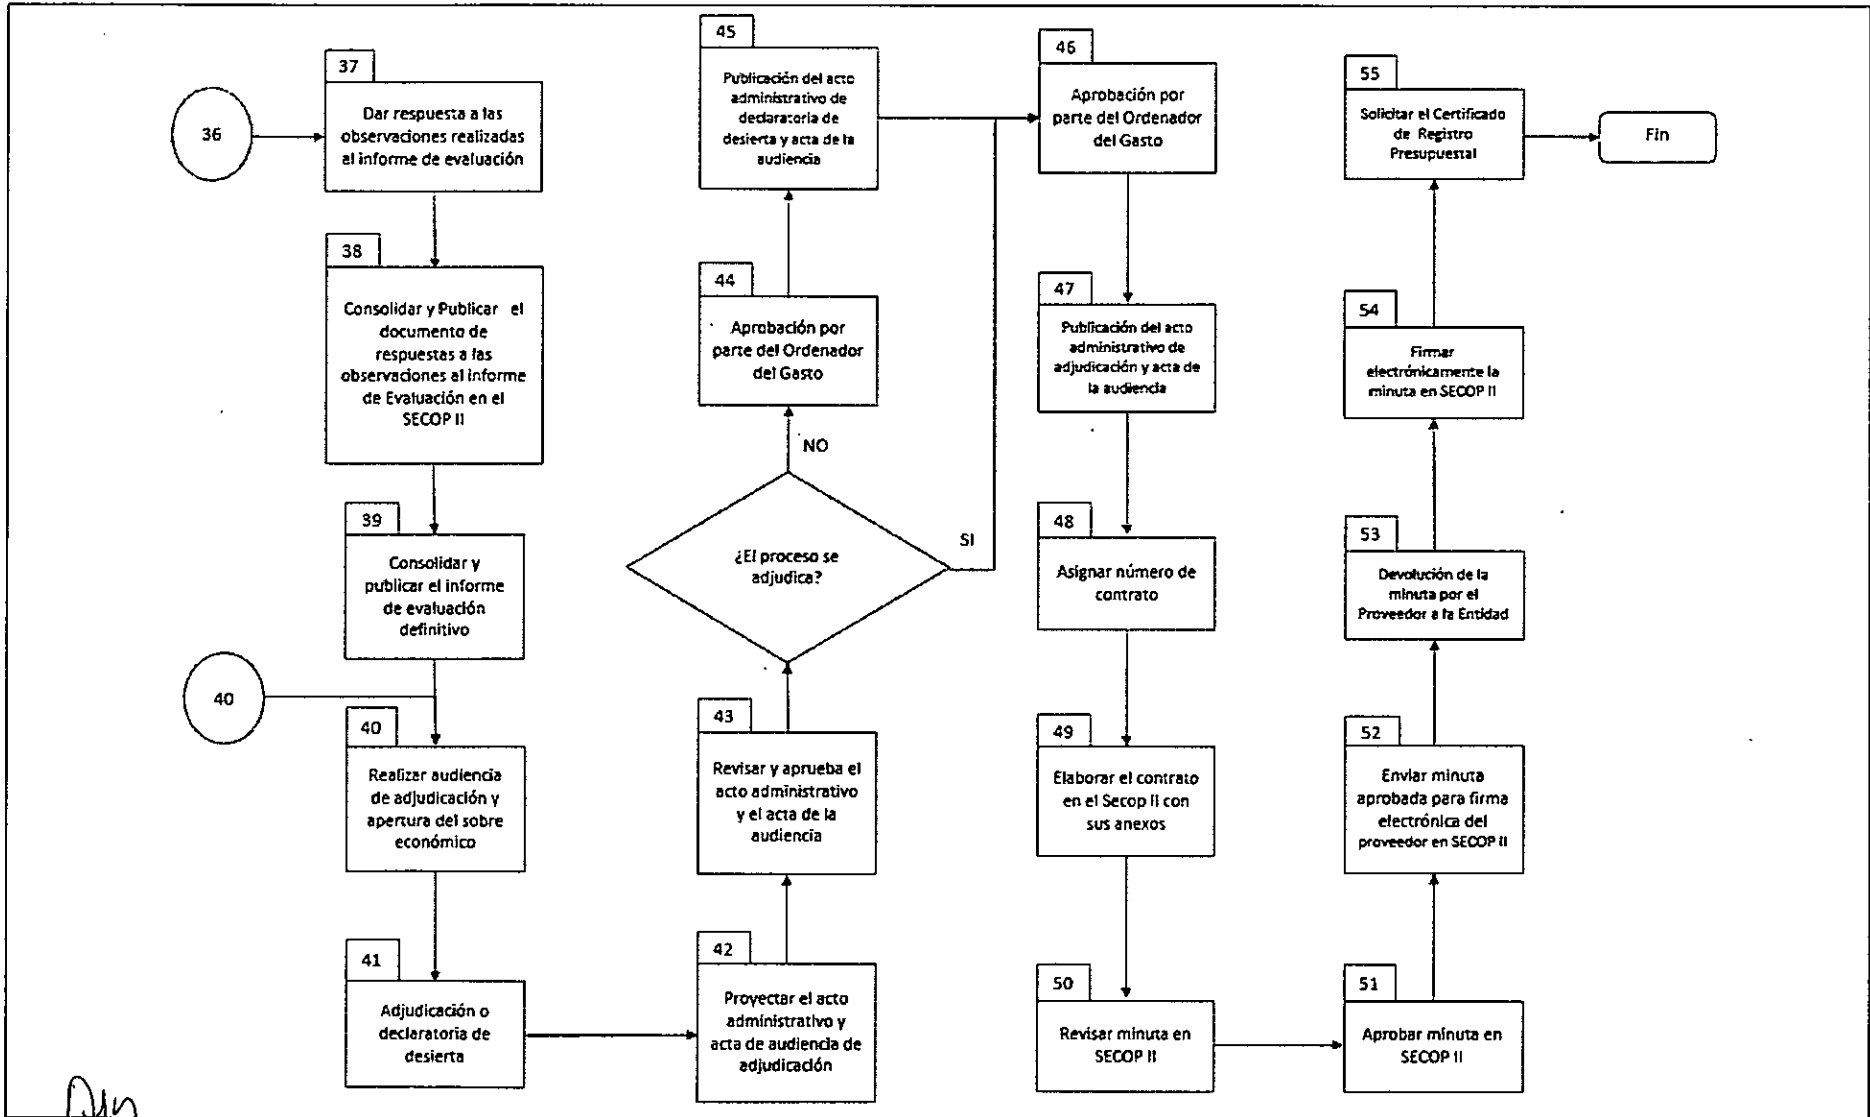 36
37
Dar respuesta a las
observaciones realizadas
al informe de evaluación
38
Consolidar y Publicar el
documento de
respuestas a las
observaciones al informe
de Evaluación en el
SECOP II
39
Consolidar y
publicar el informe
de evaluación
definitivo
40
40
Realizar audiencia
de adjudicación y
apertura del sobre
económico
41
Adjudicación o
declaratoria de
desierta
42
Proyectar el acto
administrativo y
acta de audiencia de
adjudicación
43
Revisar y aprueba el
acto administrativo
y el acta de la
audiencia
¿El proceso se
adjudica?
NO
SI
44
Aprobación por
parte del Ordenador
del Gasto
45
Publicación del acto
administrativo de
declaratoria de
desierta y acta de la
audiencia
46
Aprobación por
parte del Ordenador
del Gasto
47
Publicación del acto
administrativo de
adjudicación y acta de
la audiencia
48
Asignar número de
contrato
49
Elaborar el contrato
en el Secop II con
sus anexos
50
Revisar minuta en
SECOP II
51
Aprobar minuta en
SECOP II
52
Enviar minuta
aprobada para firma
electrónica del
proveedor en SECOP II
53
Devolución de la
minuta por el
Proveedor a la Entidad
54
Firmar
electrónicamente la
minuta en SECOP II
55
Solicitar el Certificado
de Registro
Presupuestal
Fin